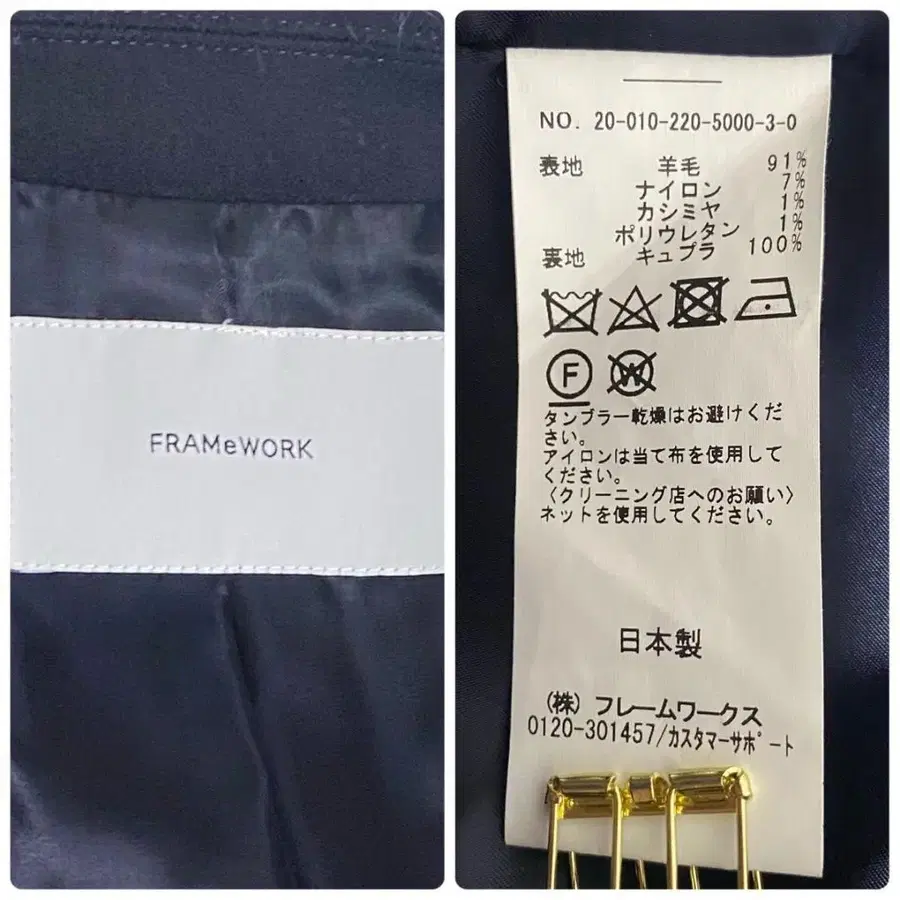 FRAMeWORK
NO. 20-010-220-5000-3-0
表地 羊毛 91%
ナイロン 7%
カシミヤ 1%
ポリウレタン 1%
裏地 キュプラ 100%
F W
タンブラー乾燥はお避けくだ
さい。
アイロンは当て布を使用して
ください。
〈クリーニング店へのお願い〉
ネットを使用してください。
日本製
(株) フレームワークス
0120-301457/カスタマーサポート